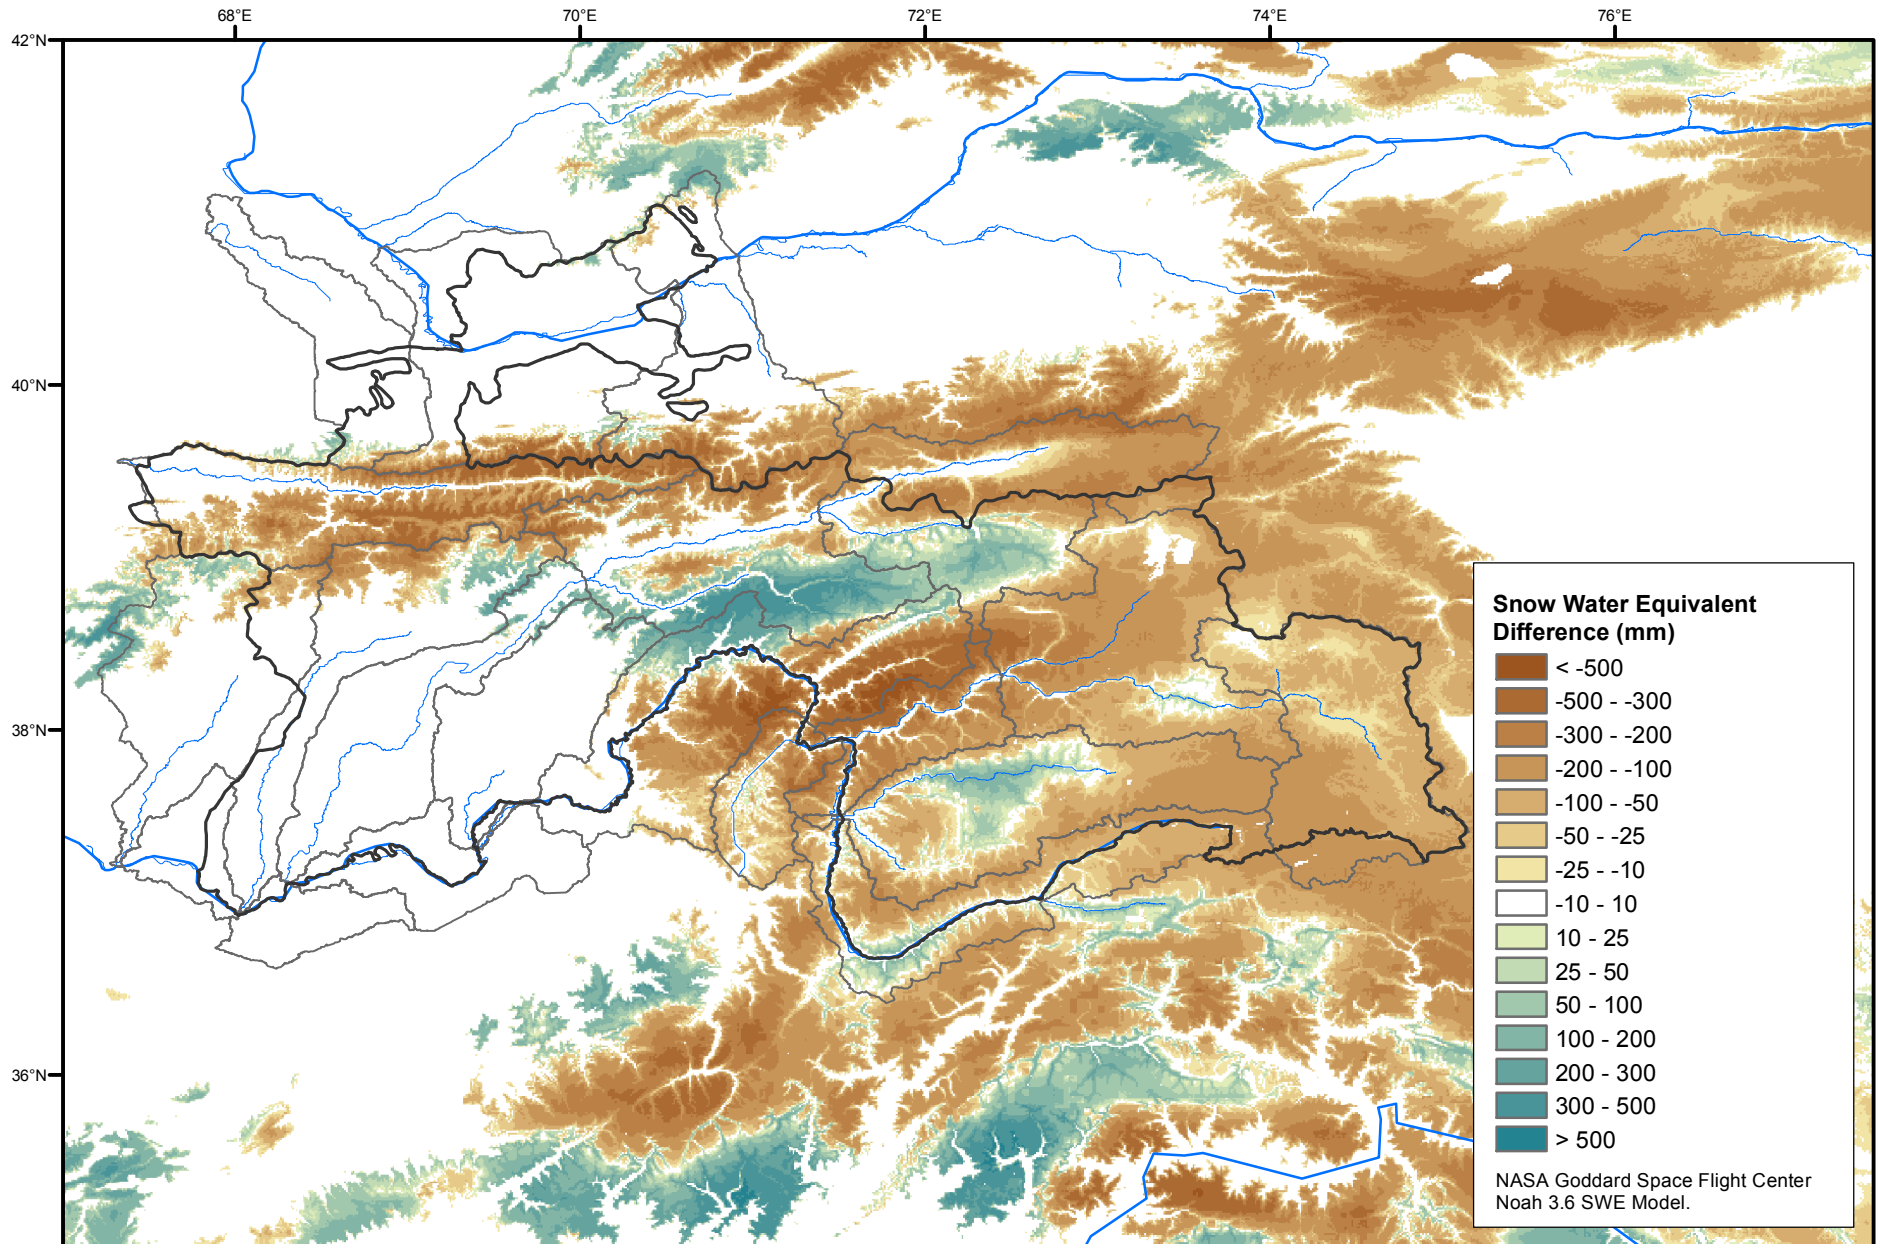 68°E 70°E 72°E 74°E 76°E
42°N
40°N
38°N
36°N
Snow Water Equivalent
Difference (mm)
< -500
-500 - -300
-300 - -200
-200 - -100
-100 - -50
-50 - -25
-25 - -10
-10 - 10
10 - 25
25 - 50
50 - 100
100 - 200
200 - 300
300 - 500
> 500
NASA Goddard Space Flight Center
Noah 3.6 SWE Model.